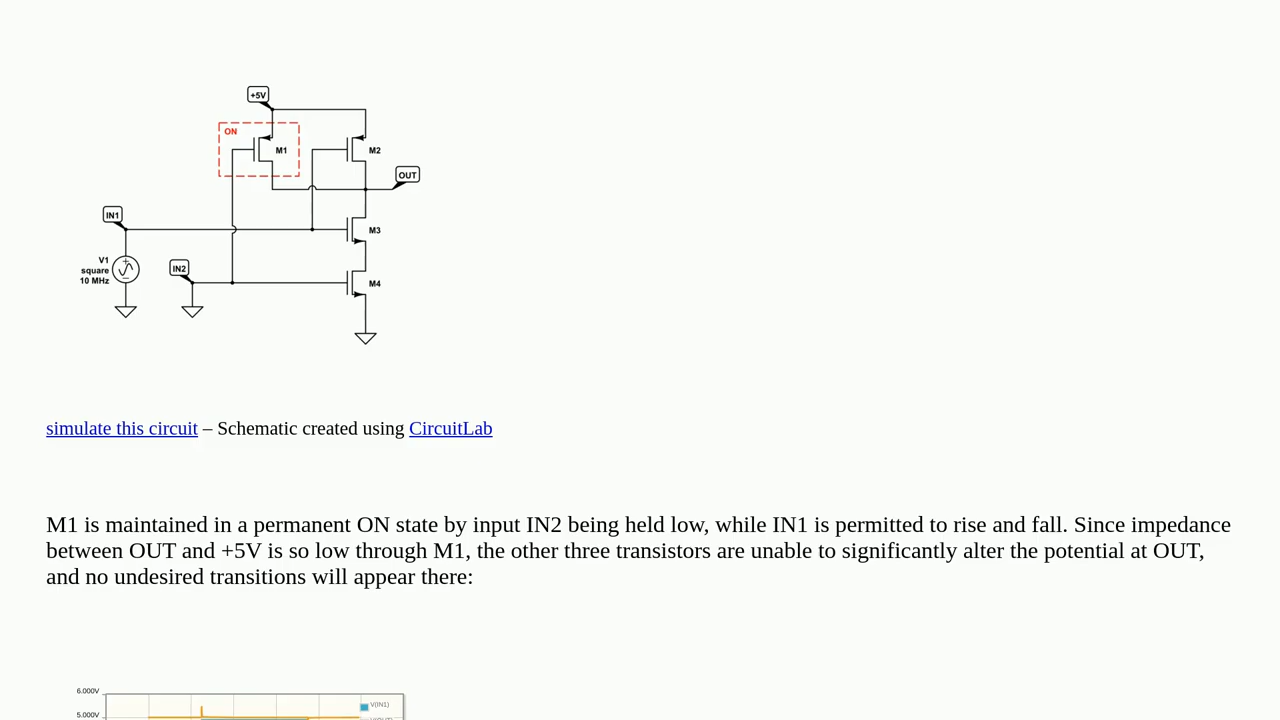 +5V
ON
M1
M2
OUT
IN1
M3
V1
square
10 MHz
IN2
M4
simulate this circuit – Schematic created using CircuitLab
M1 is maintained in a permanent ON state by input IN2 being held low, while IN1 is permitted to rise and fall. Since impedance
between OUT and +5V is so low through M1, the other three transistors are unable to significantly alter the potential at OUT,
and no undesired transitions will appear there:
6.000V
V(IN1)
5.000V